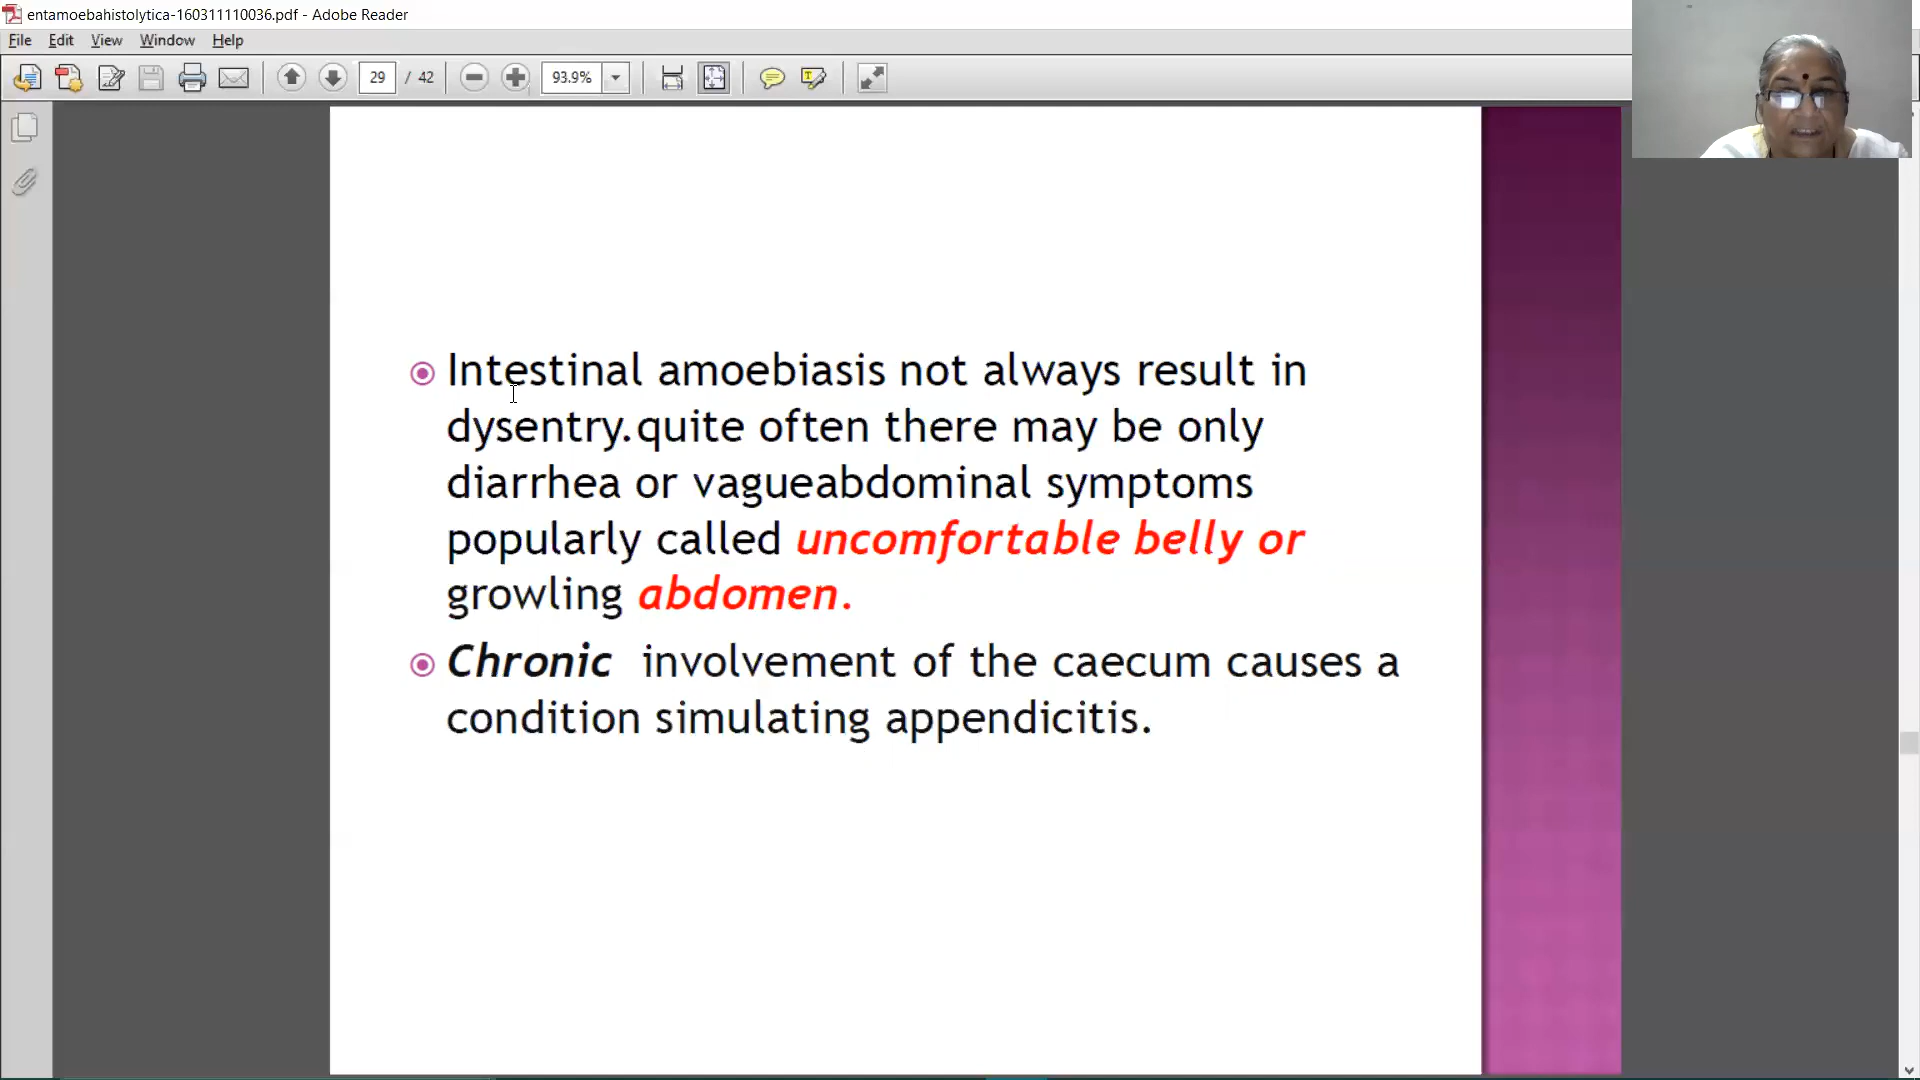 entamoebahistolytica-160311110036.pdf - Adobe Reader
File Edit View Window Help
29 / 42 93.9%
Intestinal amoebiasis not always result in
dysentry.quite often there may be only
diarrhea or vagueabdominal symptoms
popularly called uncomfortable belly or
growling abdomen.
Chronic involvement of the caecum causes a
condition simulating appendicitis.